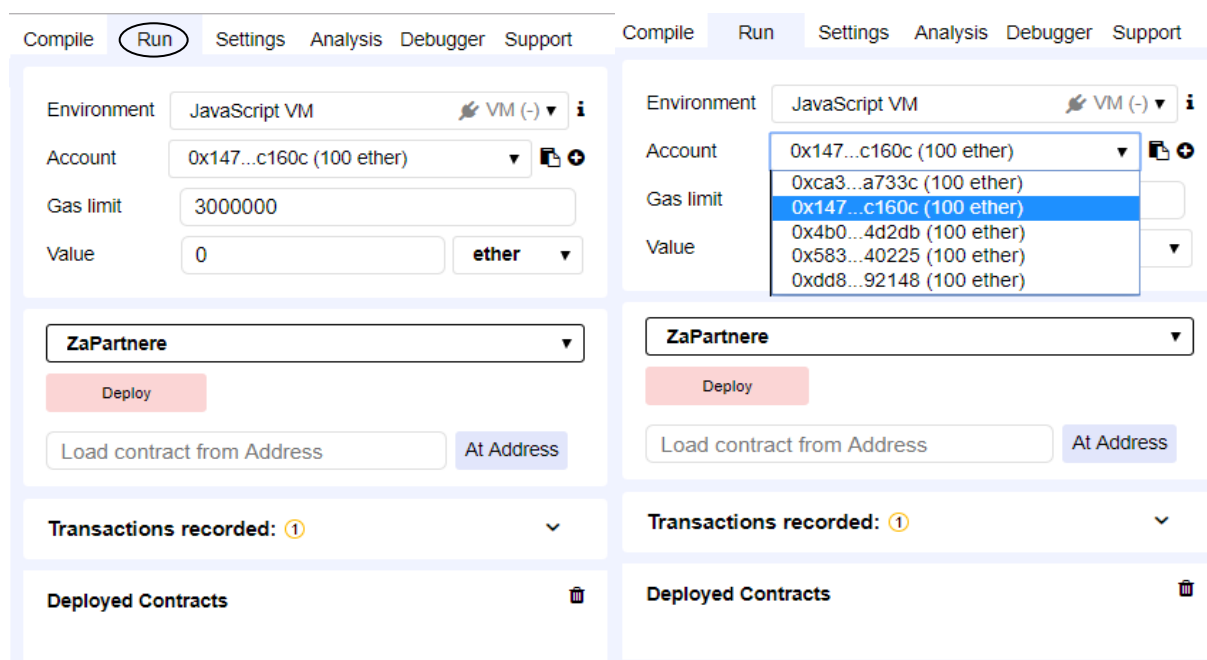 Compile Run Settings Analysis Debugger Support
Environment JavaScript VM VM (-) i
Account 0x147...c160c (100 ether)
Gas limit 3000000
Value 0 ether
ZaPartnere
Deploy
Load contract from Address At Address
Transactions recorded: 1
Deployed Contracts
Compile Run Settings Analysis Debugger Support
Environment JavaScript VM VM (-) i
Account 0x147...c160c (100 ether)
0xca3...a733c (100 ether)
Gas limit 0x147...c160c (100 ether)
0x4b0...4d2db (100 ether)
Value 0x583...40225 (100 ether)
0xdd8...92148 (100 ether)
ZaPartnere
Deploy
Load contract from Address At Address
Transactions recorded: 1
Deployed Contracts